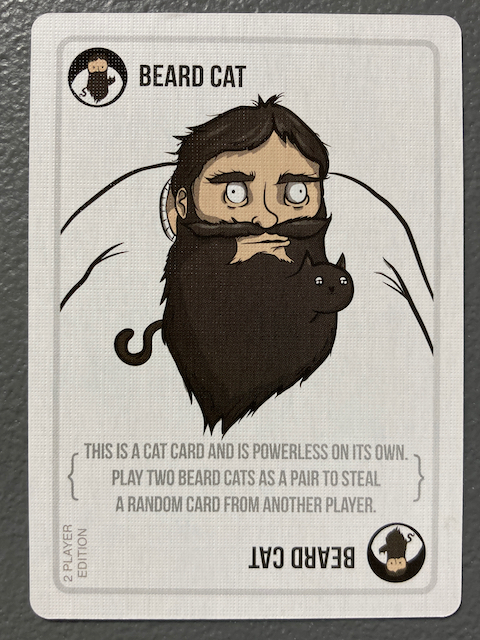 BEARD CAT
THIS IS A CAT CARD AND IS POWERLESS ON ITS OWN.
PLAY TWO BEARD CATS AS A PAIR TO STEAL
A RANDOM CARD FROM ANOTHER PLAYER.
2 PLAYER
EDITION
BEARD CAT